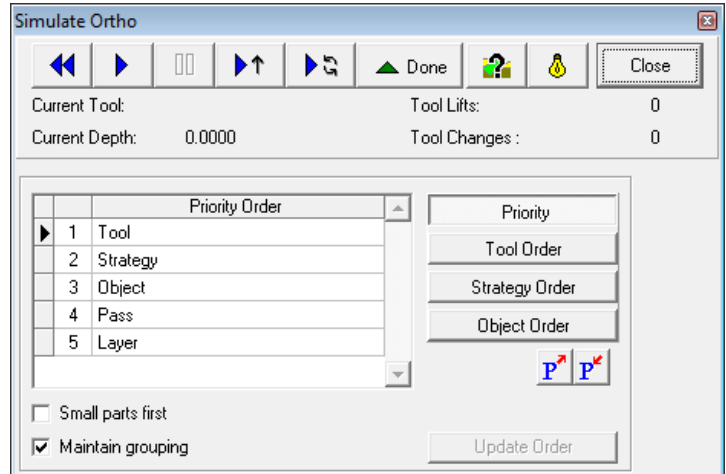 Simulate Ortho
Done
Close
Current Tool: Tool Lifts: 0
Current Depth: 0.0000 Tool Changes : 0
Priority Order
1 Tool
2 Strategy
3 Object
4 Pass
5 Layer
Priority
Tool Order
Strategy Order
Object Order
P P
Small parts first
Maintain grouping
Update Order